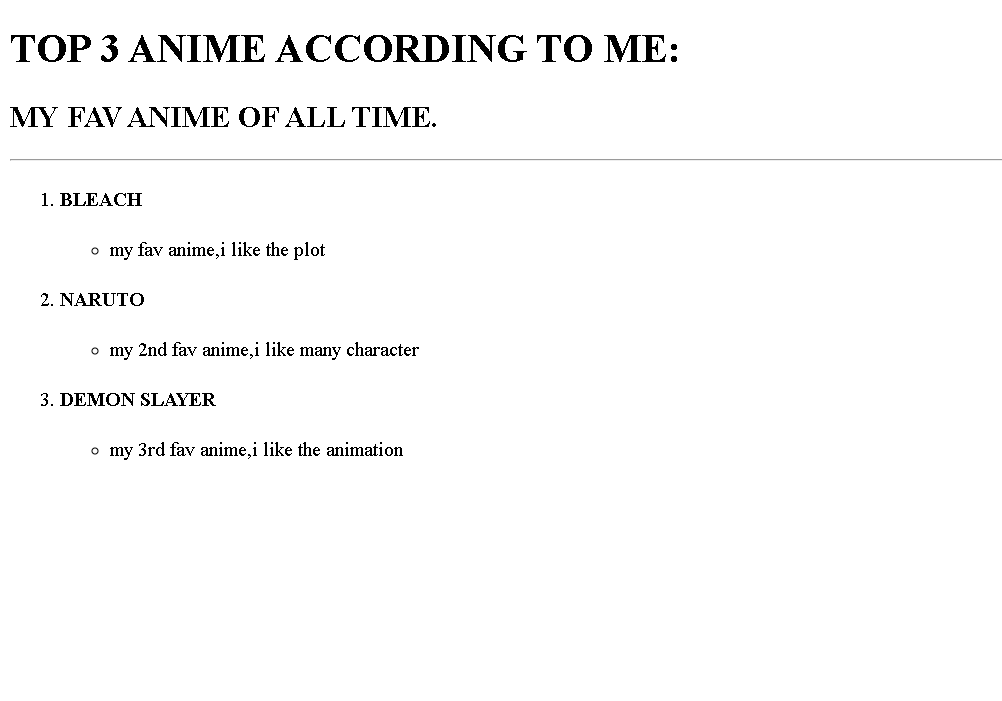 TOP 3 ANIME ACCORDING TO ME:
MY FAV ANIME OF ALL TIME.
1. BLEACH
my fav anime,i like the plot
2. NARUTO
my 2nd fav anime,i like many character
3. DEMON SLAYER
my 3rd fav anime,i like the animation